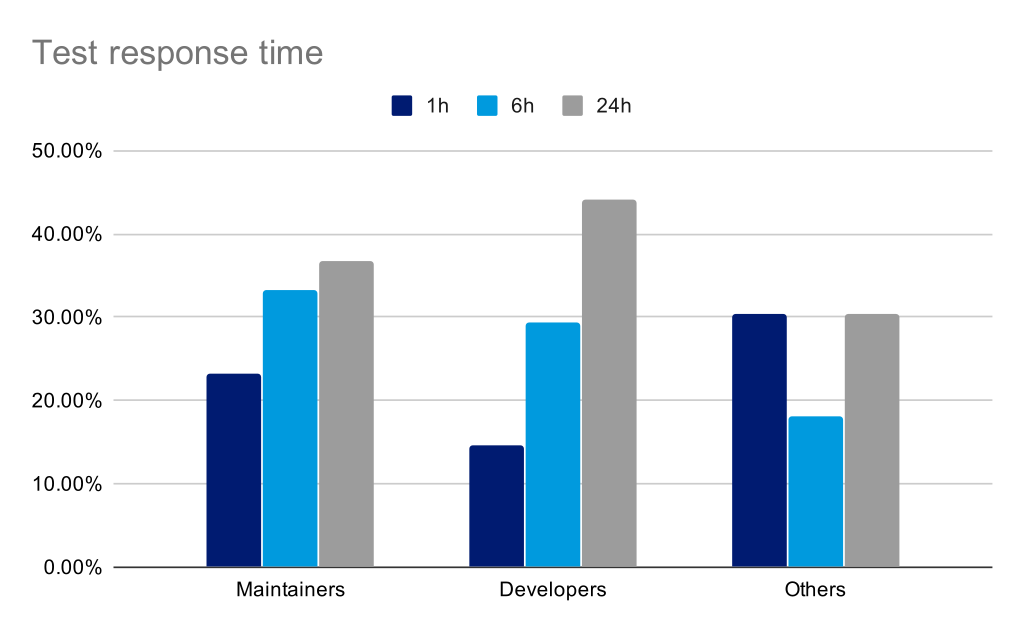 Test response time
1h 6h 24h
50.00%
40.00%
30.00%
20.00%
10.00%
0.00%
Maintainers Developers Others